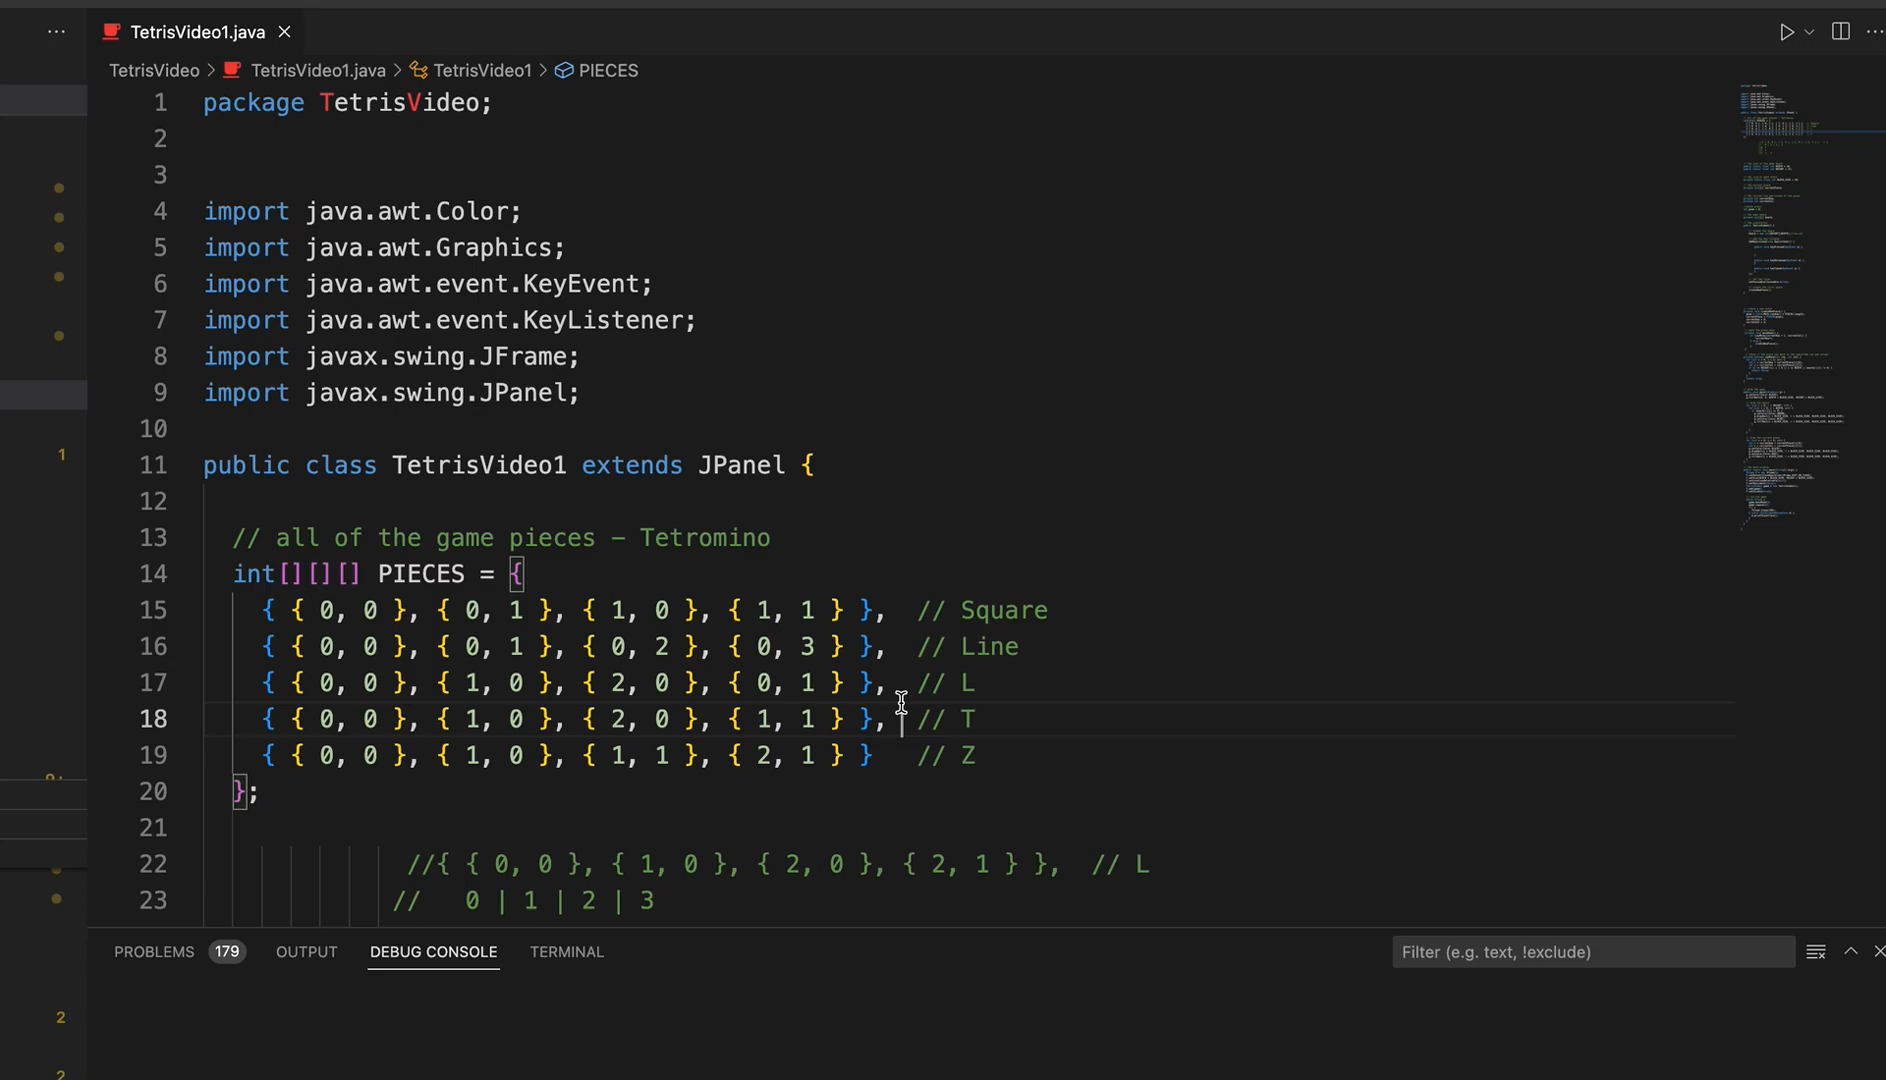 ··· TetrisVideo1.java ×
TetrisVideo > TetrisVideo1.java > TetrisVideo1 > PIECES
1 package TetrisVideo;
2
3
4 import java.awt.Color;
5 import java.awt.Graphics;
6 import java.awt.event.KeyEvent;
7 import java.awt.event.KeyListener;
8 import javax.swing.JFrame;
9 import javax.swing.JPanel;
10
11 public class TetrisVideo1 extends JPanel {
12
13 // all of the game pieces – Tetromino
14 int[][][] PIECES = {
15 { { 0, 0 }, { 0, 1 }, { 1, 0 }, { 1, 1 } }, // Square
16 { { 0, 0 }, { 0, 1 }, { 0, 2 }, { 0, 3 } }, // Line
17 { { 0, 0 }, { 1, 0 }, { 2, 0 }, { 0, 1 } }, // L
18 { { 0, 0 }, { 1, 0 }, { 2, 0 }, { 1, 1 } }, // T
19 { { 0, 0 }, { 1, 0 }, { 1, 1 }, { 2, 1 } } // Z
20 };
21
22 //{ { 0, 0 }, { 1, 0 }, { 2, 0 }, { 2, 1 } }, // L
23 // 0 | 1 | 2 | 3
1
PROBLEMS 179 OUTPUT DEBUG CONSOLE TERMINAL Filter (e.g. text, !exclude)
2
2